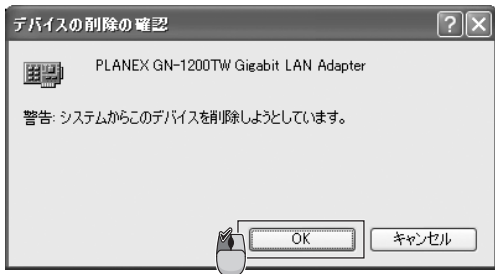 デバイスの削除の確認
PLANEX GN-1200TW Gigabit LAN Adapter
警告: システムからこのデバイスを削除しようとしています。
OK
キャンセル